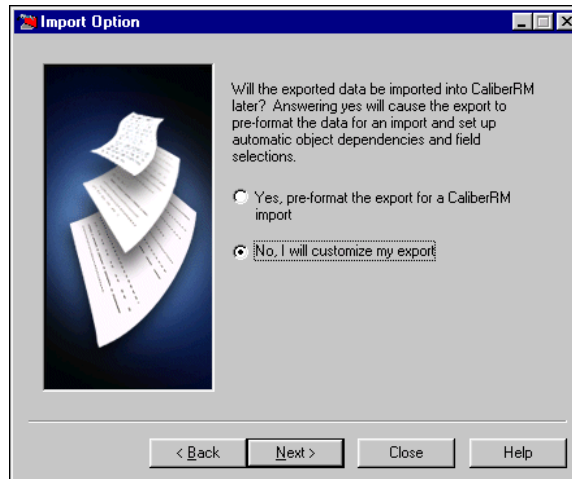 Import Option
Will the exported data be imported into CaliberRM
later? Answering yes will cause the export to
pre-format the data for an import and set up
automatic object dependencies and field
selections.
Yes, pre-format the export for a CaliberRM
import
No, I will customize my export
< Back Next > Close Help